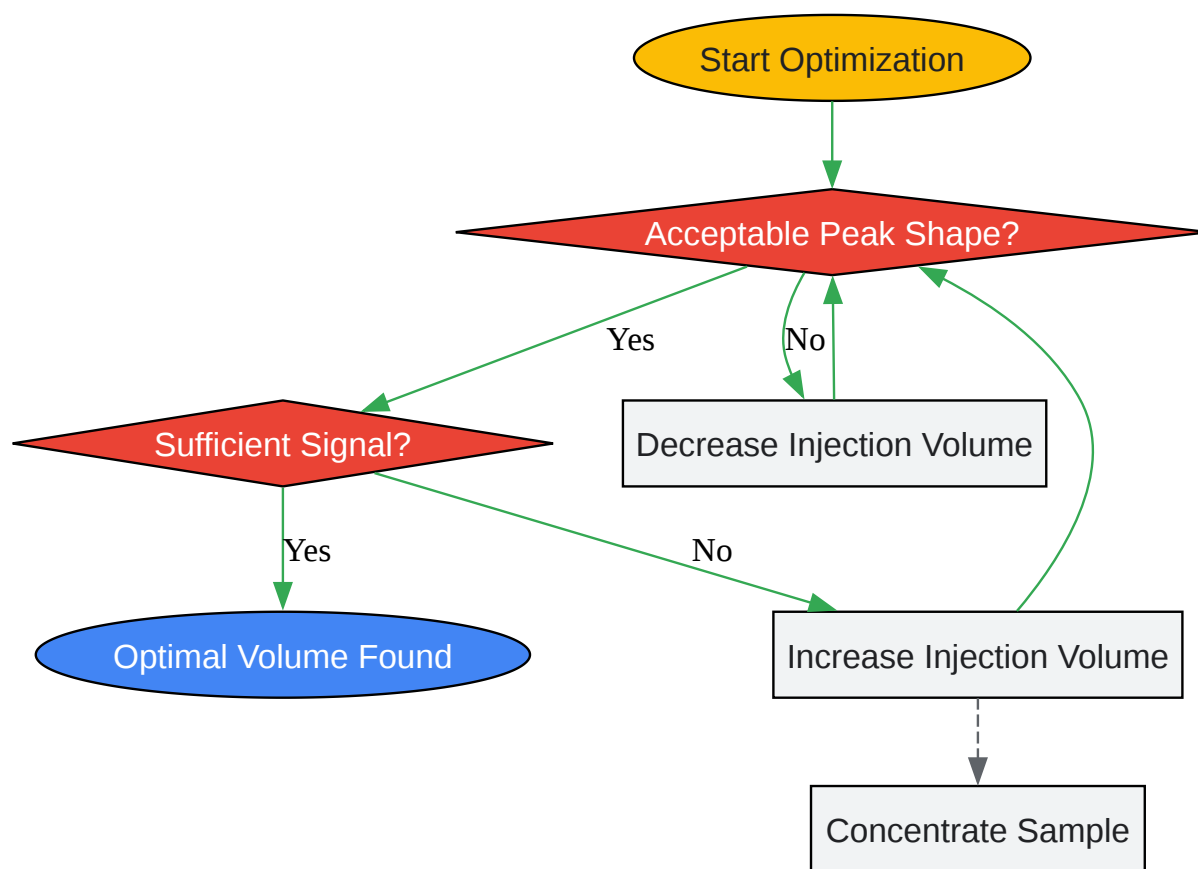 Start Optimization
Acceptable Peak Shape?
Yes
No
Decrease Injection Volume
Sufficient Signal?
Yes
No
Optimal Volume Found
Increase Injection Volume
Concentrate Sample